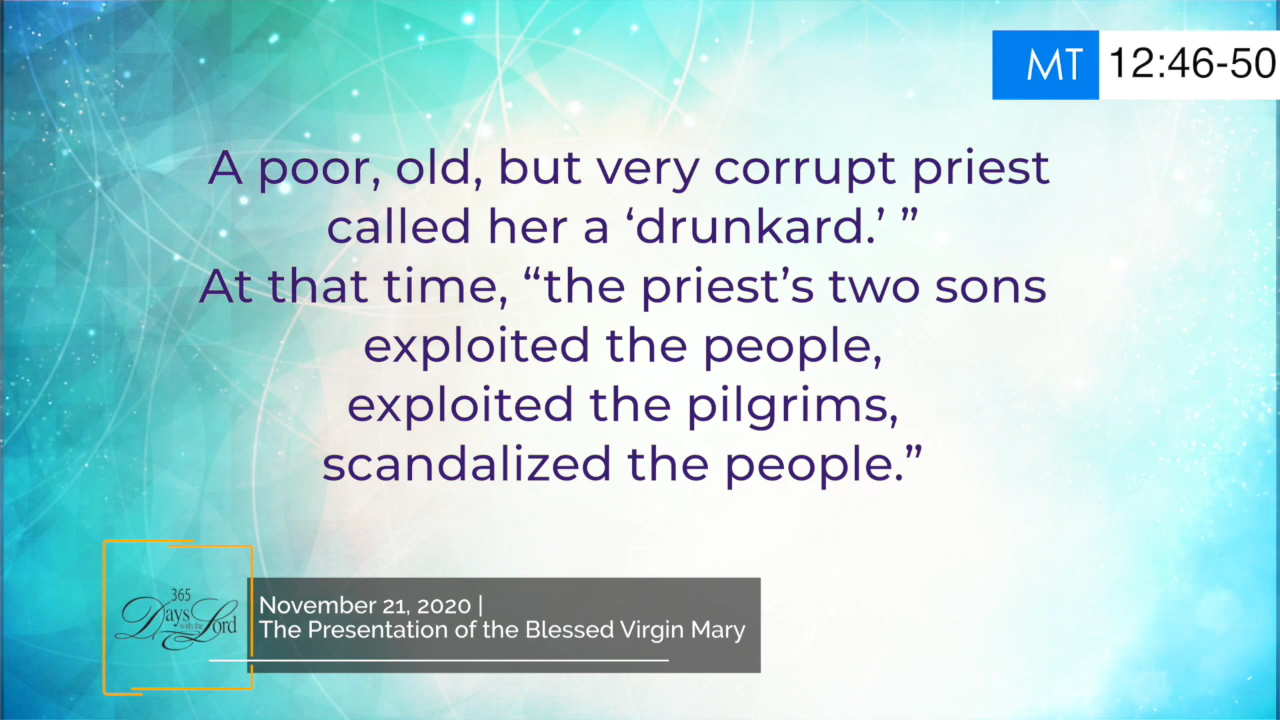 MT 12:46-50
A poor, old, but very corrupt priest
called her a ‘drunkard.’ ”
At that time, “the priest’s two sons
exploited the people,
exploited the pilgrims,
scandalized the people.”
365
Days
with the
Lord
November 21, 2020 |
The Presentation of the Blessed Virgin Mary